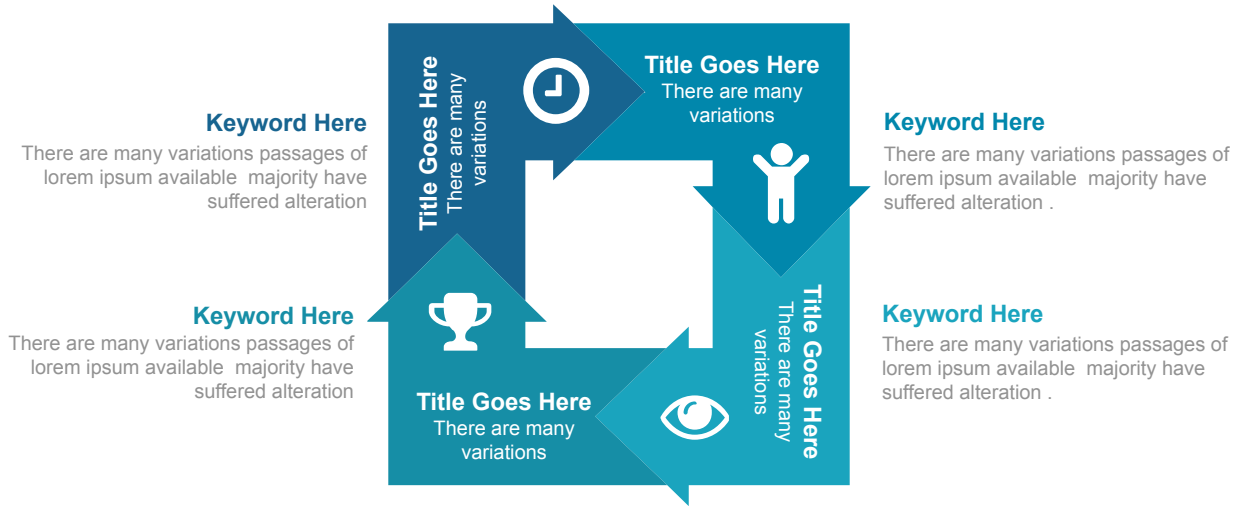 Keyword Here
There are many variations passages of
lorem ipsum available  majority have
suffered alteration
Title Goes Here
There are many
variations
Title Goes Here
There are many
variations
Keyword Here
There are many variations passages of
lorem ipsum available  majority have
suffered alteration .
Keyword Here
There are many variations passages of
lorem ipsum available  majority have
suffered alteration
Title Goes Here
There are many
variations
Title Goes Here
There are many
variations
Keyword Here
There are many variations passages of
lorem ipsum available  majority have
suffered alteration .